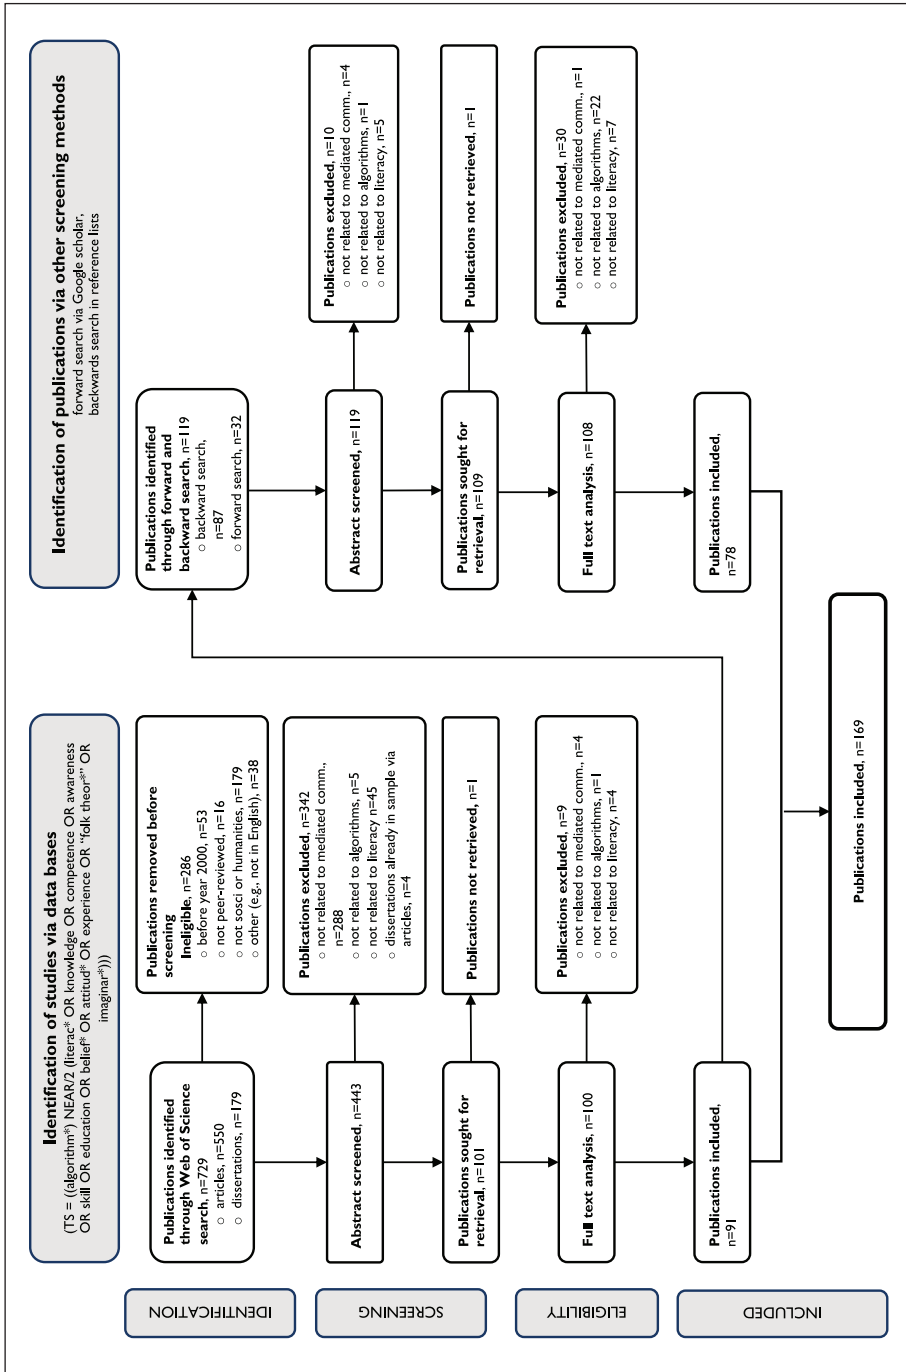 Identification of studies via data bases
(TS = ((algorithm*) NEAR/2 (literac* OR knowledge OR competence OR awareness
OR skill OR education OR belief* OR attitud* OR experience OR “folk theor*” OR
imaginar*)))
Identification of publications via other screening methods
forward search via Google scholar,
backwards search in reference lists
IDENTIFICATION
Publications identified
through Web of Science
search, n=729
○ articles, n=550
○ dissertations, n=179
Publications removed before
screening
Ineligible, n=286
○ before year 2000, n=53
○ not peer-reviewed, n=16
○ not sosci or humanities, n=179
○ other (e.g., not in English), n=38
Publications identified
through forward and
backward search, n=119
○ backward search,
n=87
○ forward search, n=32
SCREENING
Abstract screened, n=443
Publications excluded, n=342
○ not related to mediated comm.,
n=288
○ not related to algorithms, n=5
○ not related to literacy n=45
○ dissertations already in sample via
articles, n=4
Abstract screened, n=119
Publications excluded, n=10
○ not related to mediated comm., n=4
○ not related to algorithms, n=1
○ not related to literacy, n=5
Publications sought for
retrieval, n=101
Publications not retrieved, n=1
Publications sought for
retrieval, n=109
Publications not retrieved, n=1
ELIGIBILITY
Full text analysis, n=100
Publications excluded, n=9
○ not related to mediated comm., n=4
○ not related to algorithms, n=1
○ not related to literacy, n=4
Full text analysis, n=108
Publications excluded, n=30
○ not related to mediated comm., n=1
○ not related to algorithms, n=22
○ not related to literacy, n=7
INCLUDED
Publications included,
n=91
Publications included,
n=78
Publications included, n=169